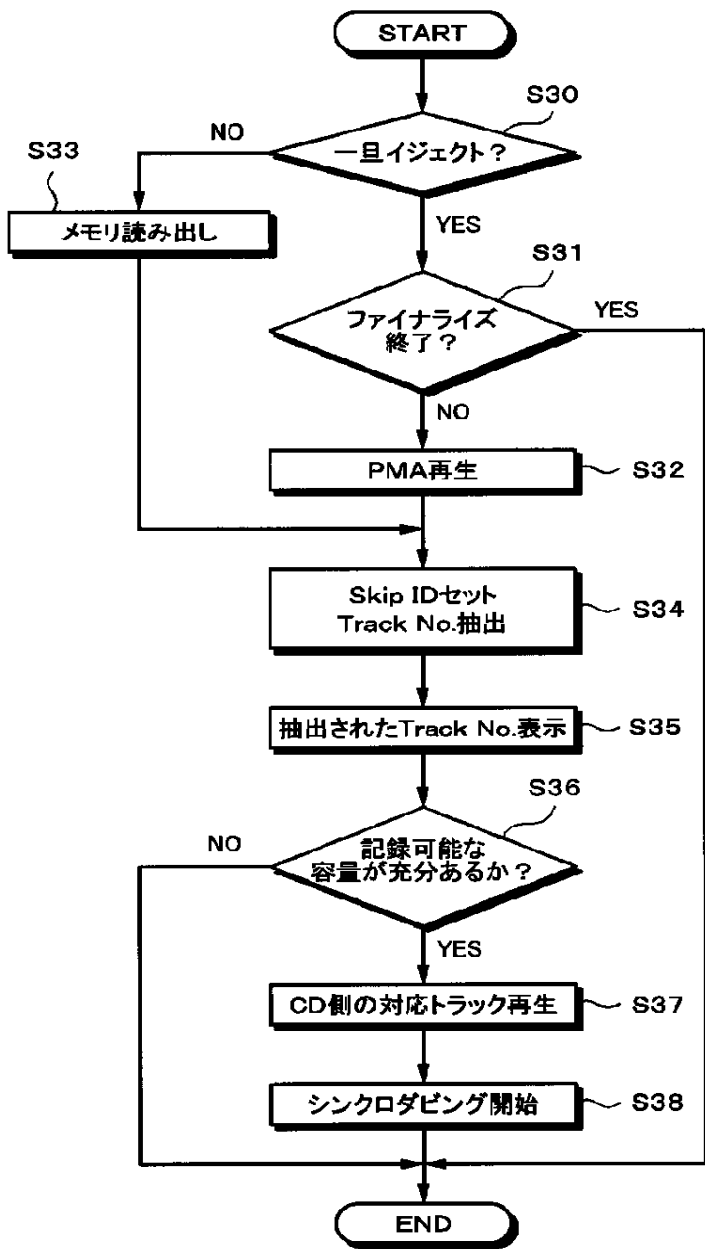 START
S30
NO
一旦イジェクト?
S33
メモリ読み出し
YES
S31
ファイナライズ
終了?
YES
NO
PMA再生
S32
Skip IDセット
Track No.抽出
S34
抽出されたTrack No.表示
S35
S36
NO
記録可能な
容量が充分あるか?
YES
CD側の対応トラック再生
S37
シンクロダビング開始
S38
END